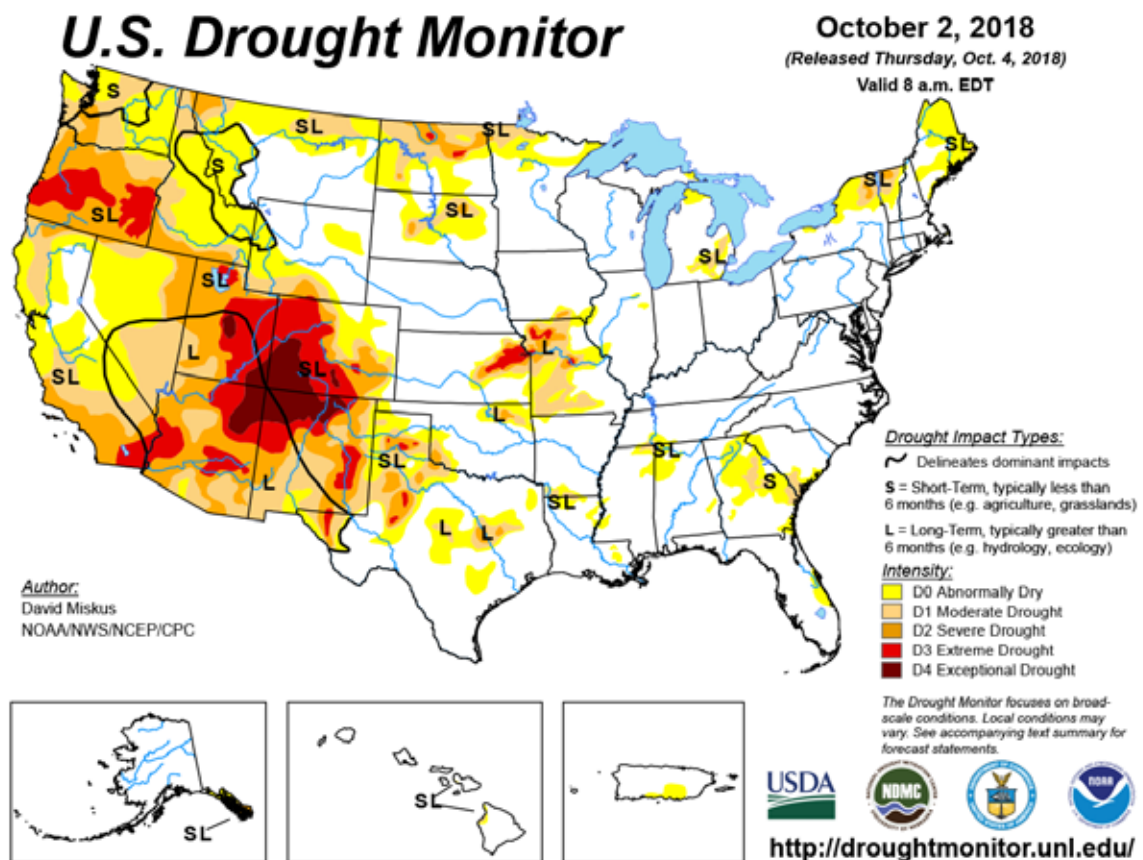 U.S. Drought Monitor
October 2, 2018
(Released Thursday, Oct. 4, 2018)
Valid 8 a.m. EDT
S
SL
SL
SL
S
SL
SL
SL
SL
SL
L
SL
L
SL
L
SL
SL
L
S
L
L
SL
Drought Impact Types:
Delineates dominant impacts
S = Short-Term, typically less than
6 months (e.g. agriculture, grasslands)
L = Long-Term, typically greater than
6 months (e.g. hydrology, ecology)
Intensity:
D0 Abnormally Dry
D1 Moderate Drought
D2 Severe Drought
D3 Extreme Drought
D4 Exceptional Drought
Author:
David Miskus
NOAA/NWS/NCEP/CPC
The Drought Monitor focuses on broad-
scale conditions. Local conditions may
vary. See accompanying text summary for
forecast statements.
SL
SL
USDA
NDMC
NOAA
http://droughtmonitor.unl.edu/